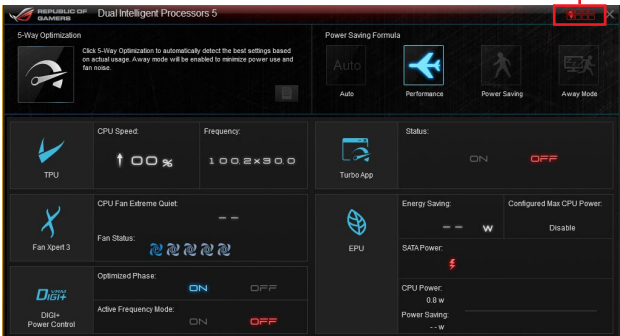 REPUBLIC OF
GAMERS
Dual Intelligent Processors 5
5-Way Optimization
Click 5-Way Optimization to automatically detect the best settings based
on actual usage. Away mode will be enabled to minimize power use and
fan noise.
Power Saving Formula
Auto
Auto
Performance
Power Saving
Away Mode
TPU
CPU Speed:
00 %
Frequency:
100.2x30.0
Turbo App
Status:
ON OFF
Fan Xpert 3
CPU Fan Extreme Quiet:
--
Fan Status:
EPU
Energy Saving:
-- W
Configured Max CPU Power:
Disable
SATA Power:
CPU Power:
0.8 w
Power Saving:
-- w
VRM
DIGI+
DIGI+
Power Control
Optimized Phase:
ON OFF
Active Frequency Mode:
ON OFF